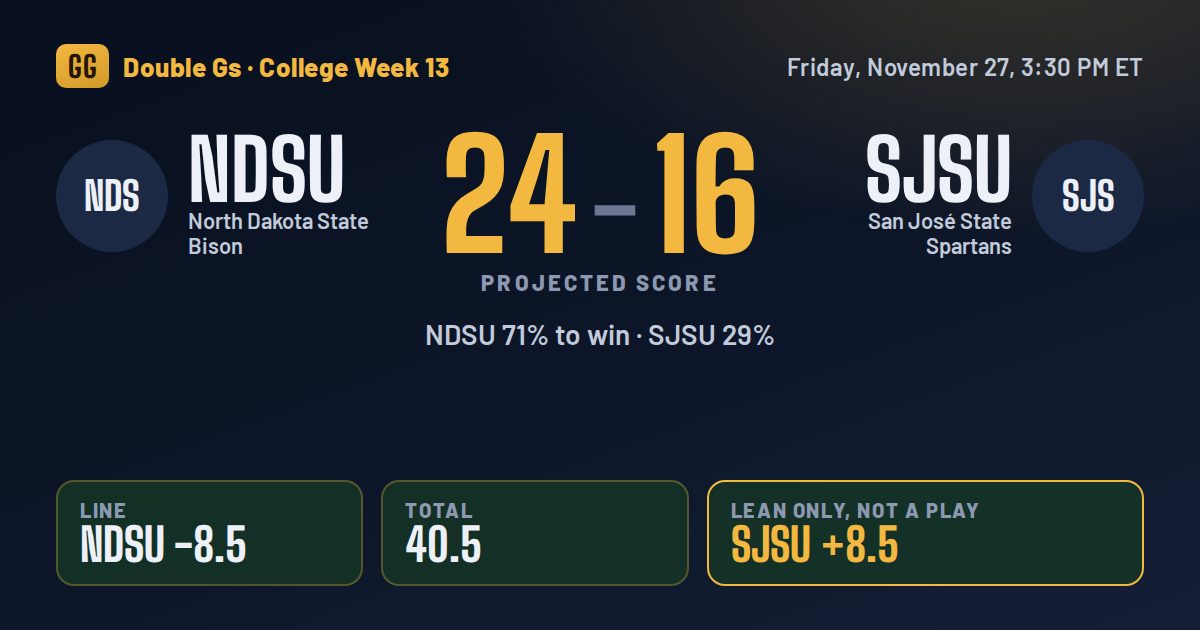 GG
Double Gs · College Week 13
Friday, November 27, 3:30 PM ET
NDS
NDSU
North Dakota State
Bison
24 – 16
PROJECTED SCORE
NDSU 71% to win · SJSU 29%
SJSU
San José State
Spartans
SJS
LINE
NDSU −8.5
TOTAL
40.5
LEAN ONLY, NOT A PLAY
SJSU +8.5